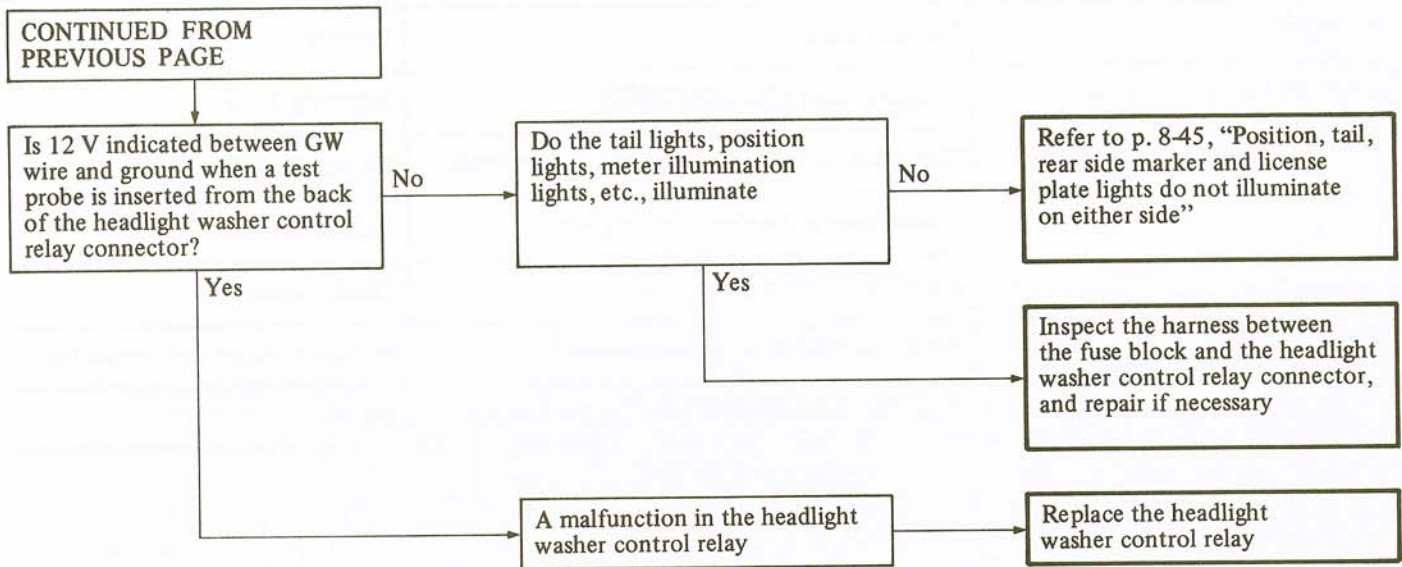 CONTINUED FROM
PREVIOUS PAGE
Is 12 V indicated between GW
wire and ground when a test
probe is inserted from the back
of the headlight washer control
relay connector?
No
Do the tail lights, position
lights, meter illumination
lights, etc., illuminate
No
Refer to p. 8-45, “Position, tail,
rear side marker and license
plate lights do not illuminate
on either side”
Yes
Yes
Inspect the harness between
the fuse block and the headlight
washer control relay connector,
and repair if necessary
A malfunction in the headlight
washer control relay
Replace the headlight
washer control relay